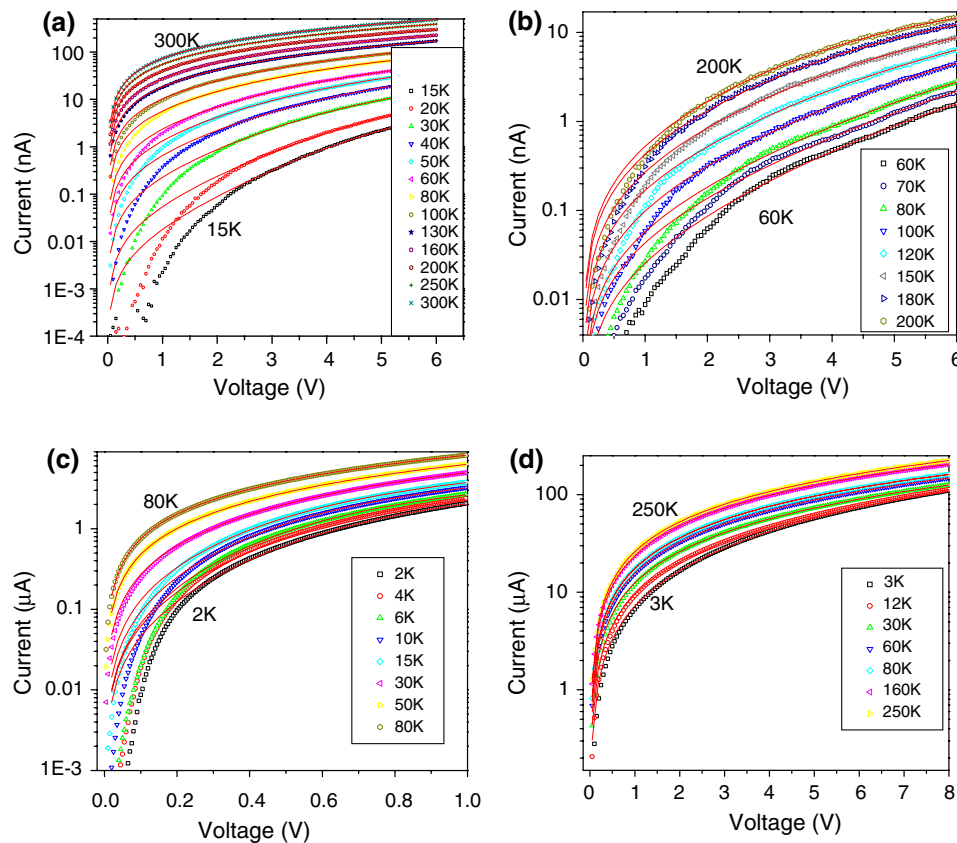 (a)
Current (nA)
100
10
1
0.1
0.01
1E-3
1E-4
300K
15K
15K
20K
30K
40K
50K
60K
80K
100K
130K
160K
200K
250K
300K
0 1 2 3 4 5 6
Voltage (V)
(b)
Current (nA)
10
1
0.1
0.01
200K
60K
60K
70K
80K
100K
120K
150K
180K
200K
0 1 2 3 4 5 6
Voltage (V)
(c)
Current (µA)
1
0.1
0.01
1E-3
80K
2K
2K
4K
6K
10K
15K
30K
50K
80K
0.0 0.2 0.4 0.6 0.8 1.0
Voltage (V)
(d)
Current (µA)
100
10
1
250K
3K
3K
12K
30K
60K
80K
160K
250K
0 1 2 3 4 5 6 7 8
Voltage (V)